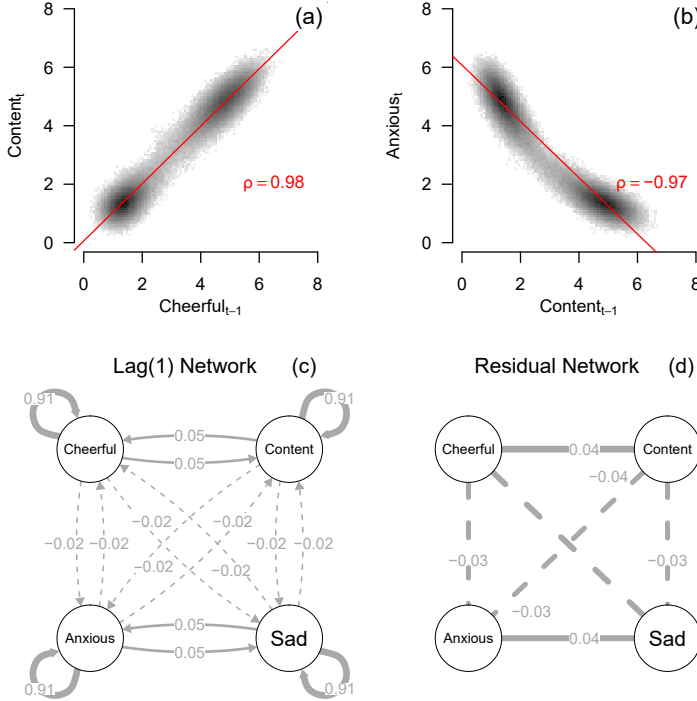 (a)
Content_t
8
6
4
2
0
ρ = 0.98
0 2 4 6 8
Cheerful_t−1
(b)
Anxious_t
8
6
4
2
0
ρ = −0.97
0 2 4 6 8
Content_t−1
Lag(1) Network (c)
0.91 0.91
Cheerful 0.05 Content
0.05
−0.02 −0.02
−0.02 −0.02 −0.02 −0.02
−0.02 −0.02
Anxious 0.05 Sad
0.05
0.91 0.91
Residual Network (d)
Cheerful 0.04 Content
−0.04
−0.03 −0.03
−0.03
Anxious 0.04 Sad